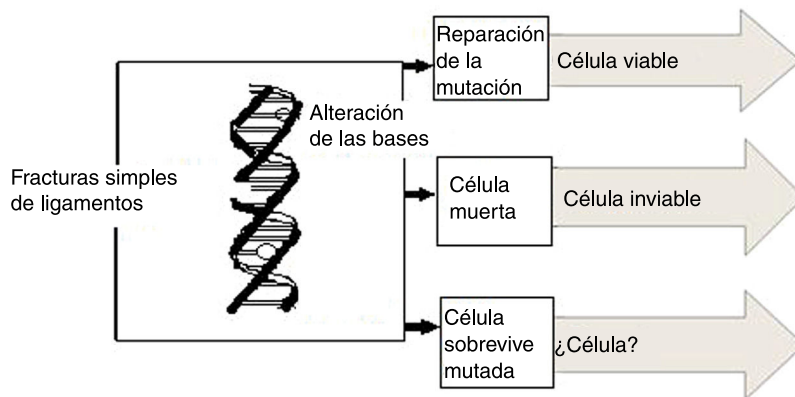 Reparación
de la
mutación
Célula viable
Alteración
de las bases
Fracturas simples
de ligamentos
Célula
muerta
Célula inviable
Célula
sobrevive
mutada
¿Célula?